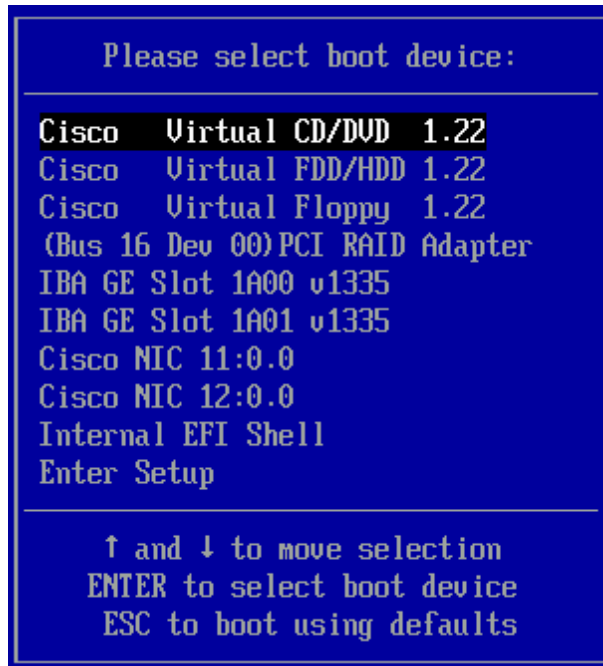 Please select boot device:
Cisco Virtual CD/DVD 1.22
Cisco Virtual FDD/HDD 1.22
Cisco Virtual Floppy 1.22
(Bus 16 Dev 00)PCI RAID Adapter
IBA GE Slot 1A00 v1335
IBA GE Slot 1A01 v1335
Cisco NIC 11:0.0
Cisco NIC 12:0.0
Internal EFI Shell
Enter Setup
↑ and ↓ to move selection
ENTER to select boot device
ESC to boot using defaults